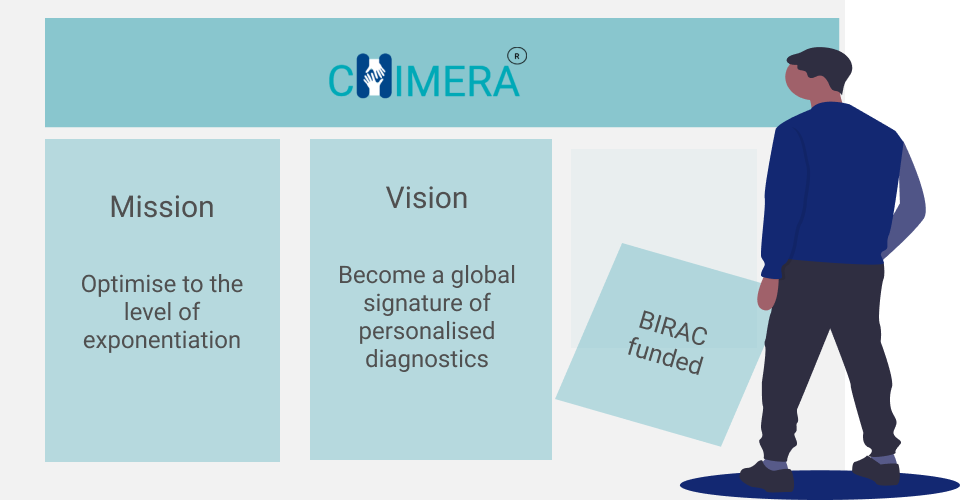 CHIMERA ®
Mission
Optimise to the
level of
exponentiation
Vision
Become a global
signature of
personalised
diagnostics
BIRAC
funded